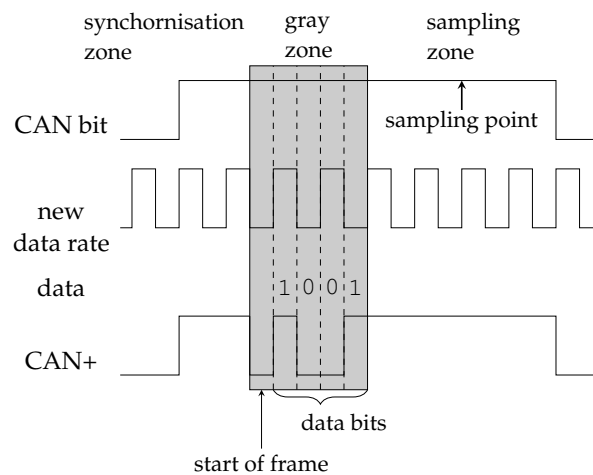 synchornisation
zone
gray
zone
sampling
zone
CAN bit
sampling point
new
data rate
data
1 0 0 1
CAN+
data bits
start of frame